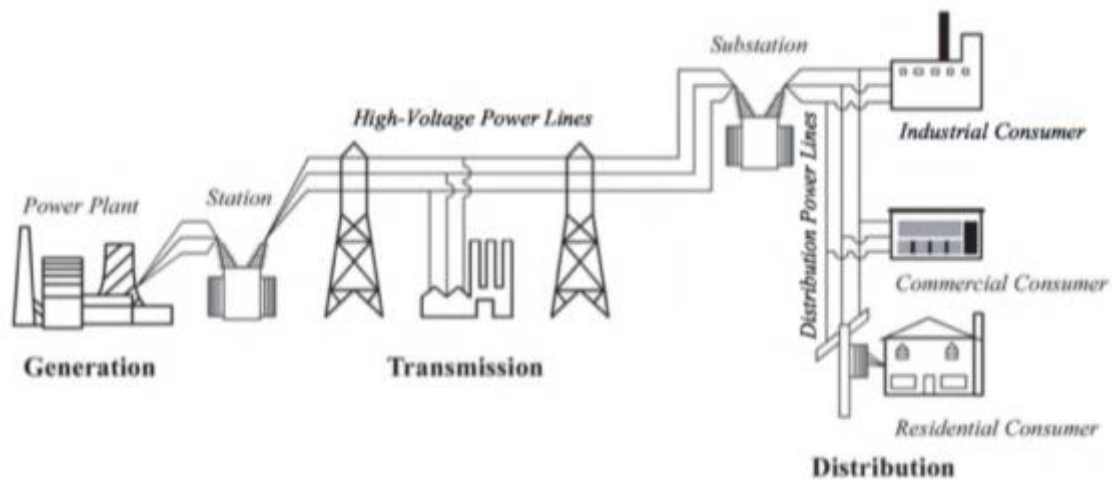 Substation
High-Voltage Power Lines
Industrial Consumer
Power Plant
Station
Distribution Power Lines
Commercial Consumer
Generation
Transmission
Residential Consumer
Distribution